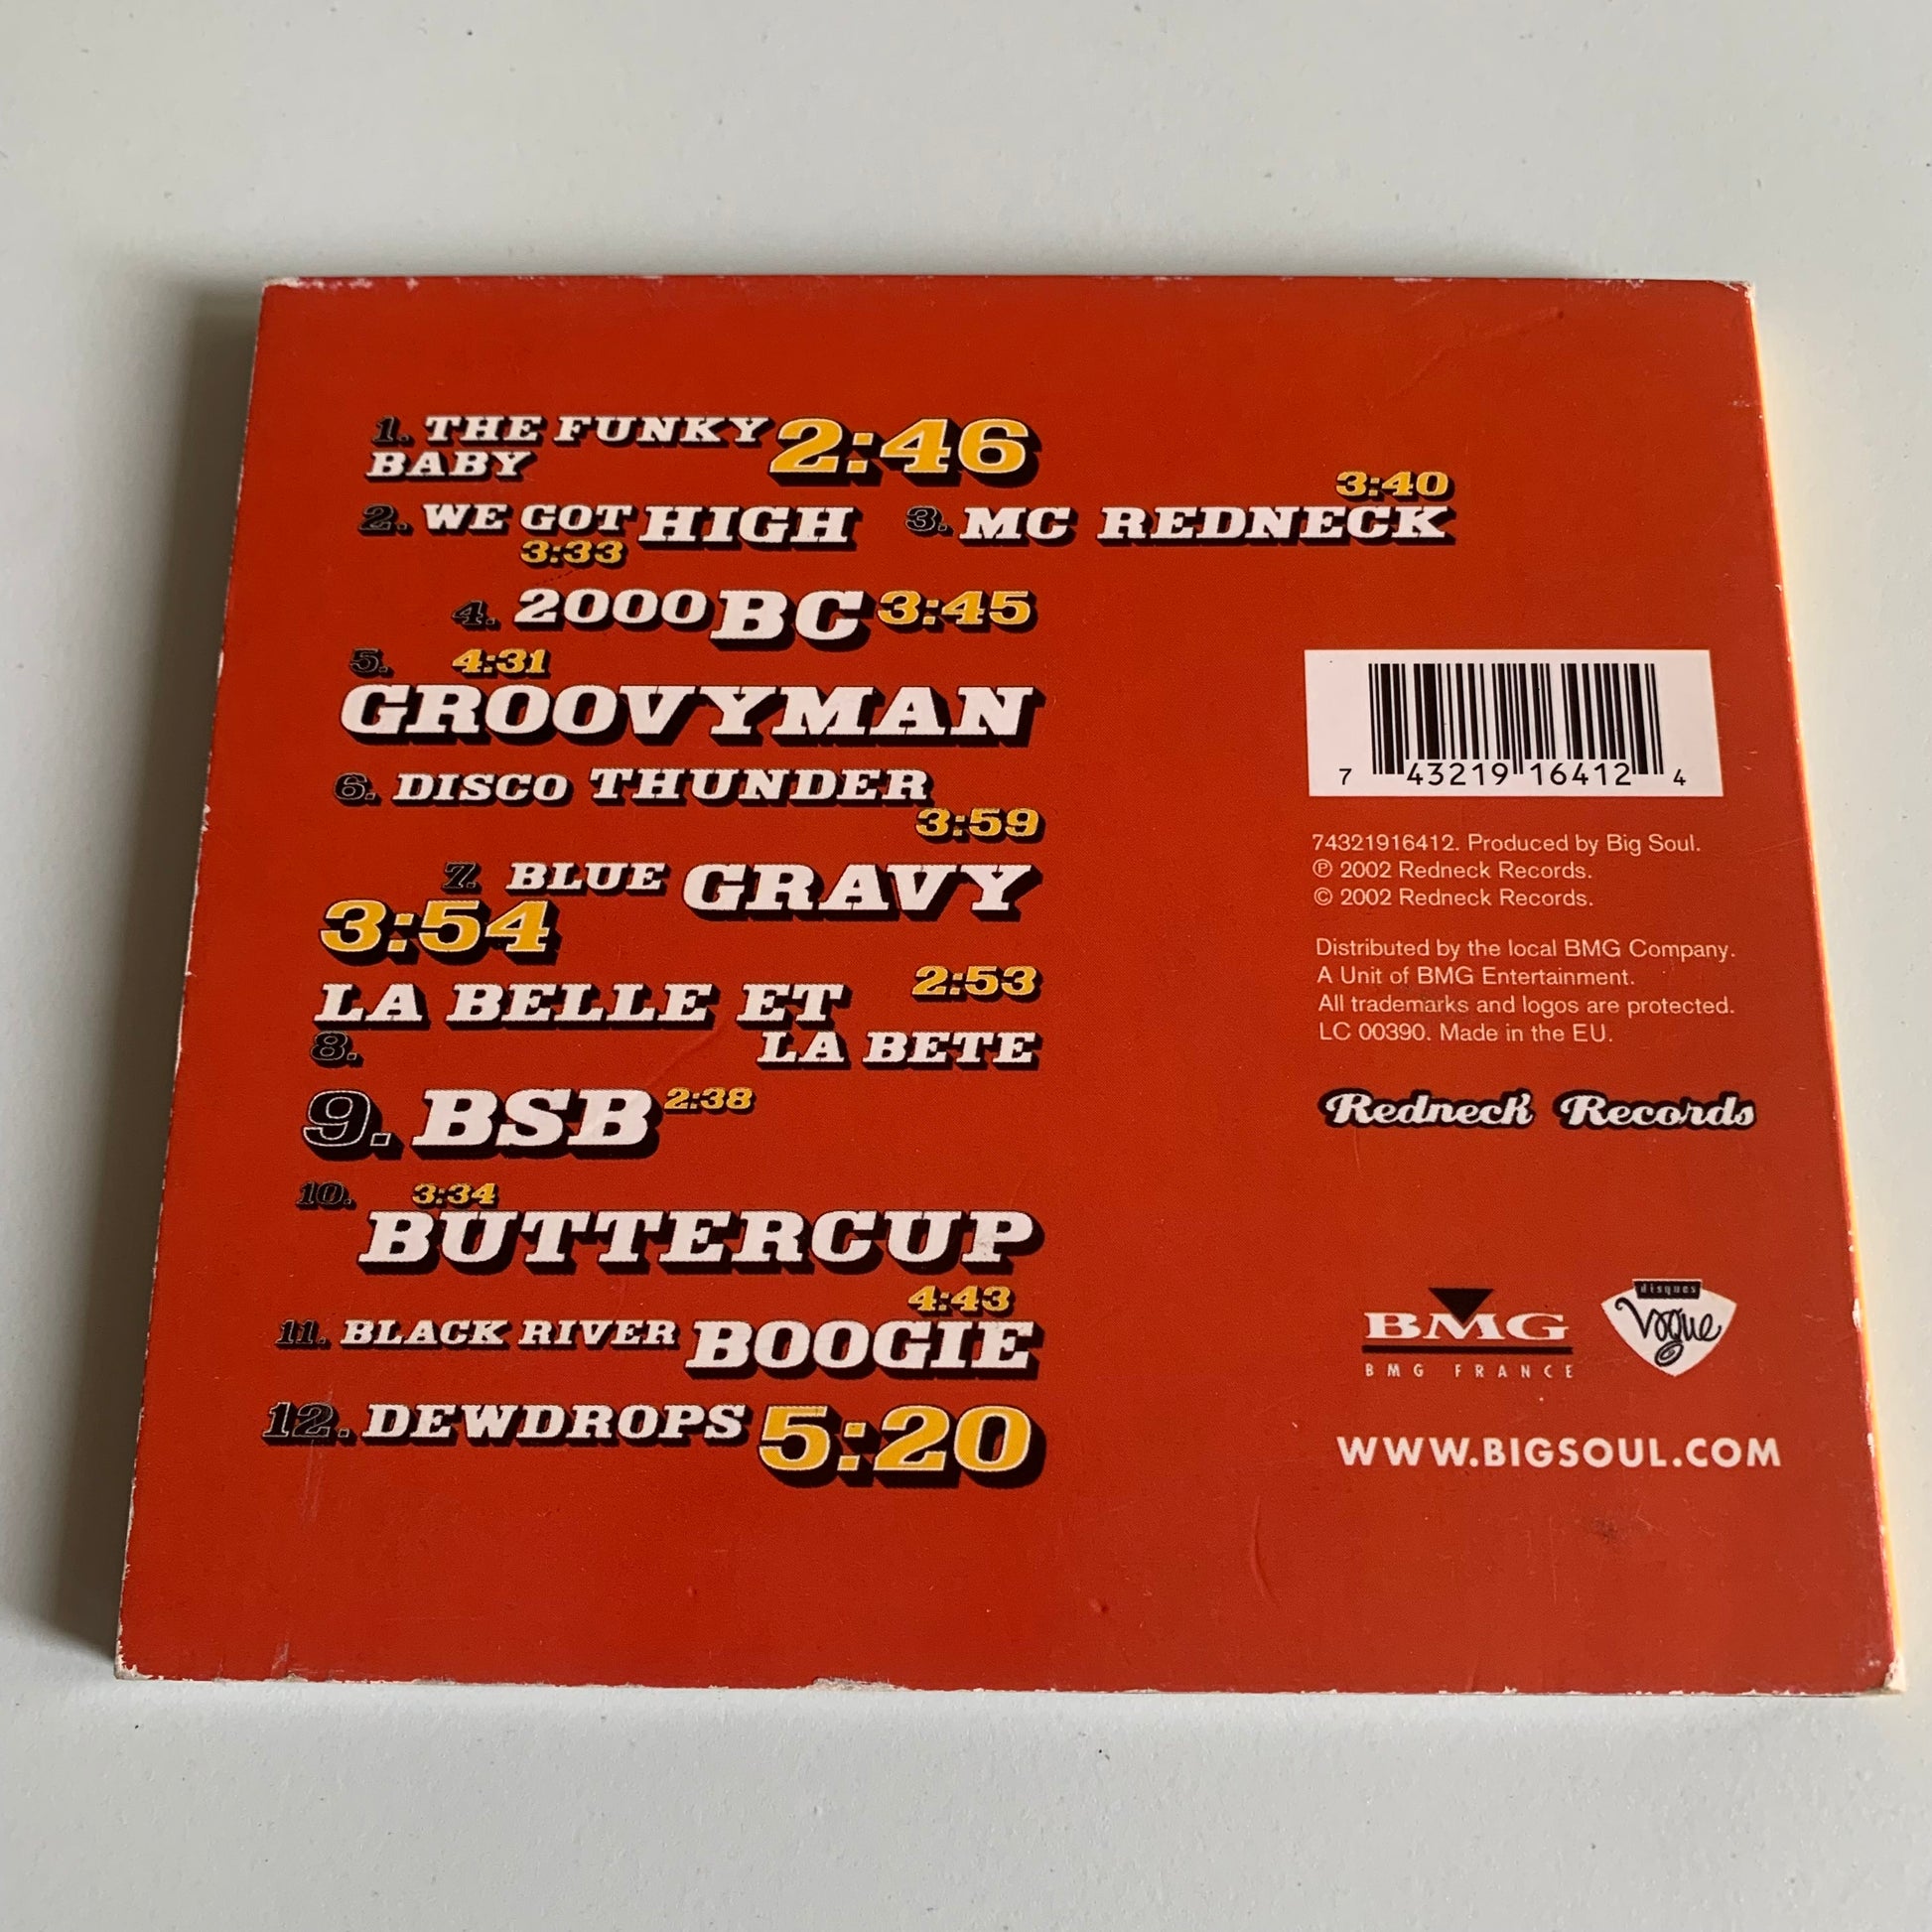 1. THE FUNKY 2:46
BABY
2. WE GOT HIGH
3:33
3:40
3. MC REDNECK
4. 2000 BC 3:45
5. 4:31
GROOVYMAN
6. DISCO THUNDER
3:59
7. BLUE GRAVY
3:54
2:53
LA BELLE ET
8. LA BETE
9. BSB 2:38
10. 3:34
BUTTERCUP
4:43
11. BLACK RIVER BOOGIE
12. DEWDROPS 5:20
7 43219 16412 4
74321916412. Produced by Big Soul.
℗ 2002 Redneck Records.
© 2002 Redneck Records.
Distributed by the local BMG Company.
A Unit of BMG Entertainment.
All trademarks and logos are protected.
LC 00390. Made in the EU.
Redneck Records
BMG
BMG FRANCE
disques
Vogue
WWW.BIGSOUL.COM